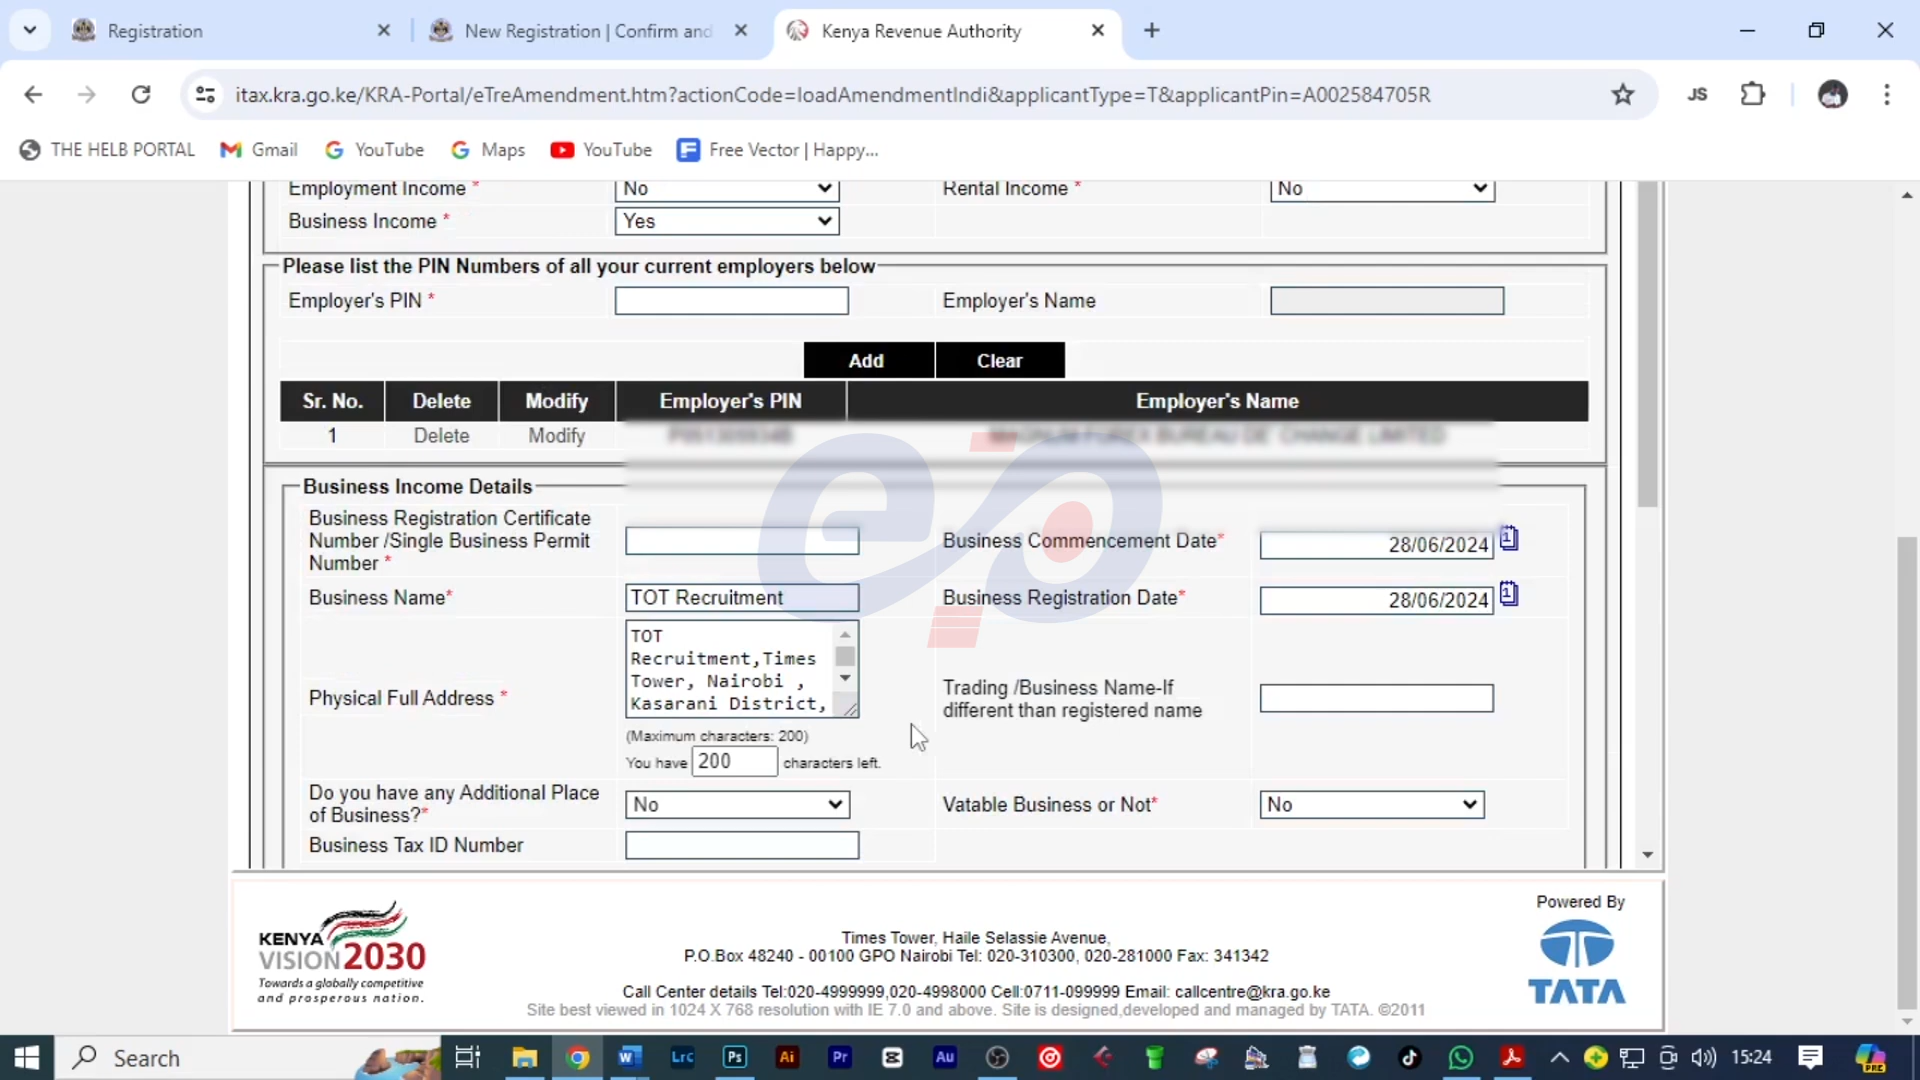 Registration
New Registration | Confirm and
Kenya Revenue Authority
itax.kra.go.ke/KRA-Portal/eTreAmendment.htm?actionCode=loadAmendmentIndi&applicantType=T&applicantPin=A002584705R
JS
THE HELB PORTAL Gmail YouTube Maps YouTube Free Vector | Happy...
Employment Income * No Rental Income * No
Business Income * Yes
Please list the PIN Numbers of all your current employers below
Employer's PIN * Employer's Name
Add Clear
Sr. No. Delete Modify Employer's PIN Employer's Name
1 Delete Modify
Business Income Details
Business Registration Certificate
Number /Single Business Permit
Number *
Business Commencement Date* 28/06/2024
Business Name* TOT Recruitment Business Registration Date* 28/06/2024
Physical Full Address *
TOT
Recruitment,Times
Tower, Nairobi ,
Kasarani District,
(Maximum characters: 200)
You have 200 characters left.
Trading /Business Name-If
different than registered name
Do you have any Additional Place
of Business?*
No
Vatable Business or Not* No
Business Tax ID Number
KENYA
VISION 2030
Towards a globally competitive
and prosperous nation.
Times Tower, Haile Selassie Avenue,
P.O.Box 48240 - 00100 GPO Nairobi Tel: 020-310300, 020-281000 Fax: 341342
Call Center details Tel:020-4999999,020-4998000 Cell:0711-099999 Email: callcentre@kra.go.ke
Site best viewed in 1024 X 768 resolution with IE 7.0 and above. Site is designed,developed and managed by TATA. ©2011
Powered By
TATA
Search
Lrc Ps Ai Pr Au
15:24
PRE